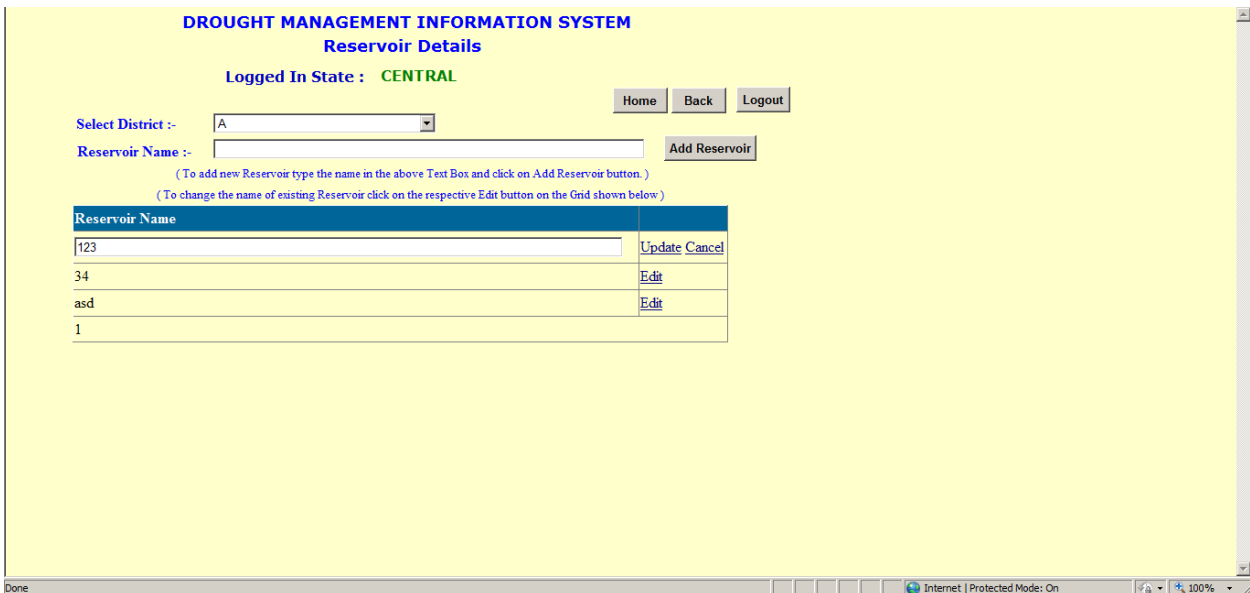 DROUGHT MANAGEMENT INFORMATION SYSTEM
Reservoir Details
Logged In State : CENTRAL
Home Back Logout
Select District :- A
Reservoir Name :- Add Reservoir
( To add new Reservoir type the name in the above Text Box and click on Add Reservoir button. )
( To change the name of existing Reservoir click on the respective Edit button on the Grid shown below )
Reservoir Name
123 Update Cancel
34 Edit
asd Edit
1
Done Internet | Protected Mode: On 100%